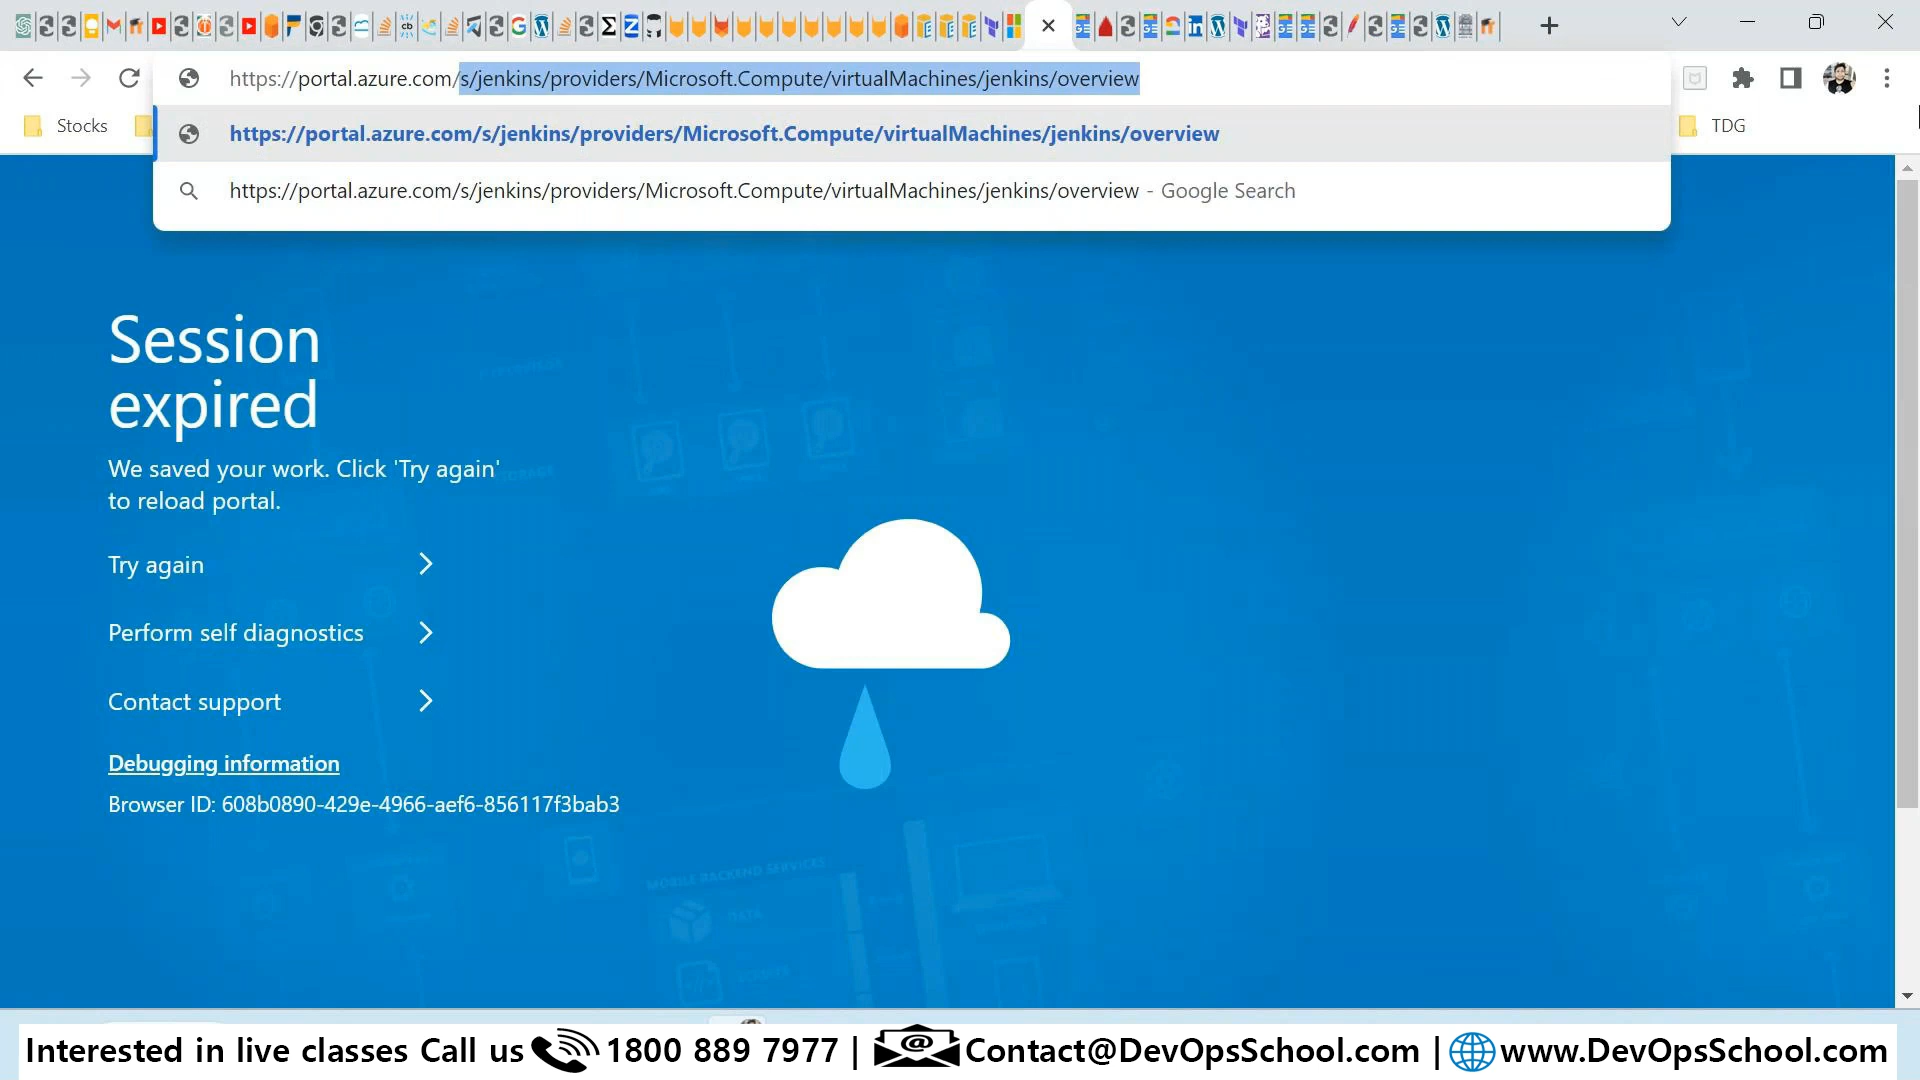 https://portal.azure.com/s/jenkins/providers/Microsoft.Compute/virtualMachines/jenkins/overview
https://portal.azure.com/s/jenkins/providers/Microsoft.Compute/virtualMachines/jenkins/overview
https://portal.azure.com/s/jenkins/providers/Microsoft.Compute/virtualMachines/jenkins/overview - Google Search
Stocks
TDG
Session
expired
We saved your work. Click 'Try again'
to reload portal.
Try again
Perform self diagnostics
Contact support
Debugging information
Browser ID: 608b0890-429e-4966-aef6-856117f3bab3
MOBILE BACKEND SERVICES
DATA
Interested in live classes Call us 1800 889 7977 | Contact@DevOpsSchool.com | www.DevOpsSchool.com